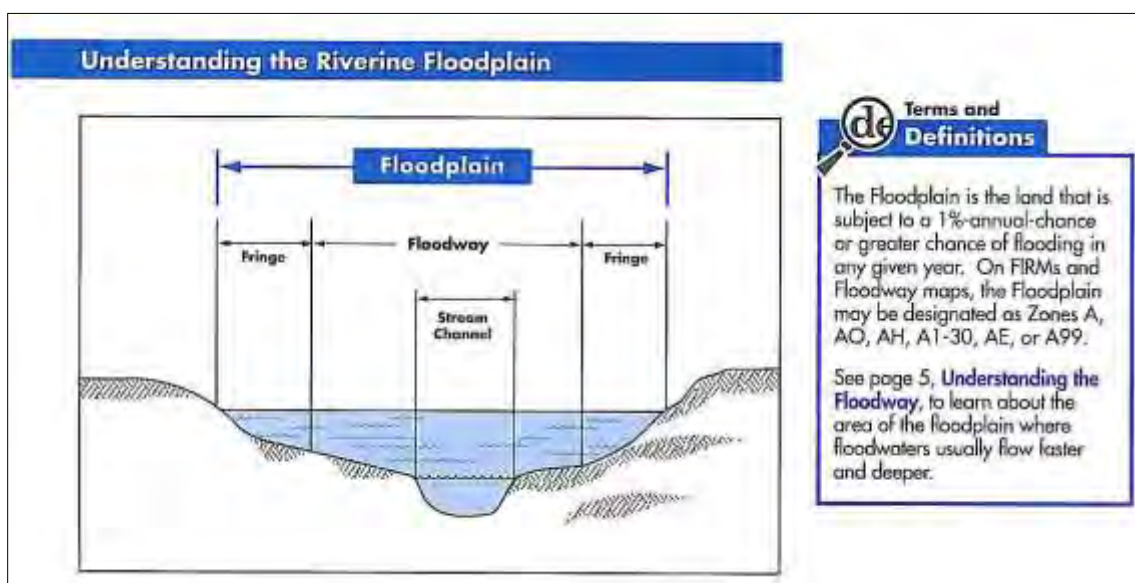 Understanding the Riverine Floodplain
Floodplain
Fringe
Floodway
Fringe
Stream
Channel
de
Terms and
Definitions
The Floodplain is the land that is
subject to a 1%-annual-chance
or greater chance of flooding in
any given year. On FIRMs and
Floodway maps, the Floodplain
may be designated as Zones A,
AO, AH, A1-30, AE, or A99.
See page 5, Understanding the
Floodway, to learn about the
area of the floodplain where
floodwaters usually flow faster
and deeper.